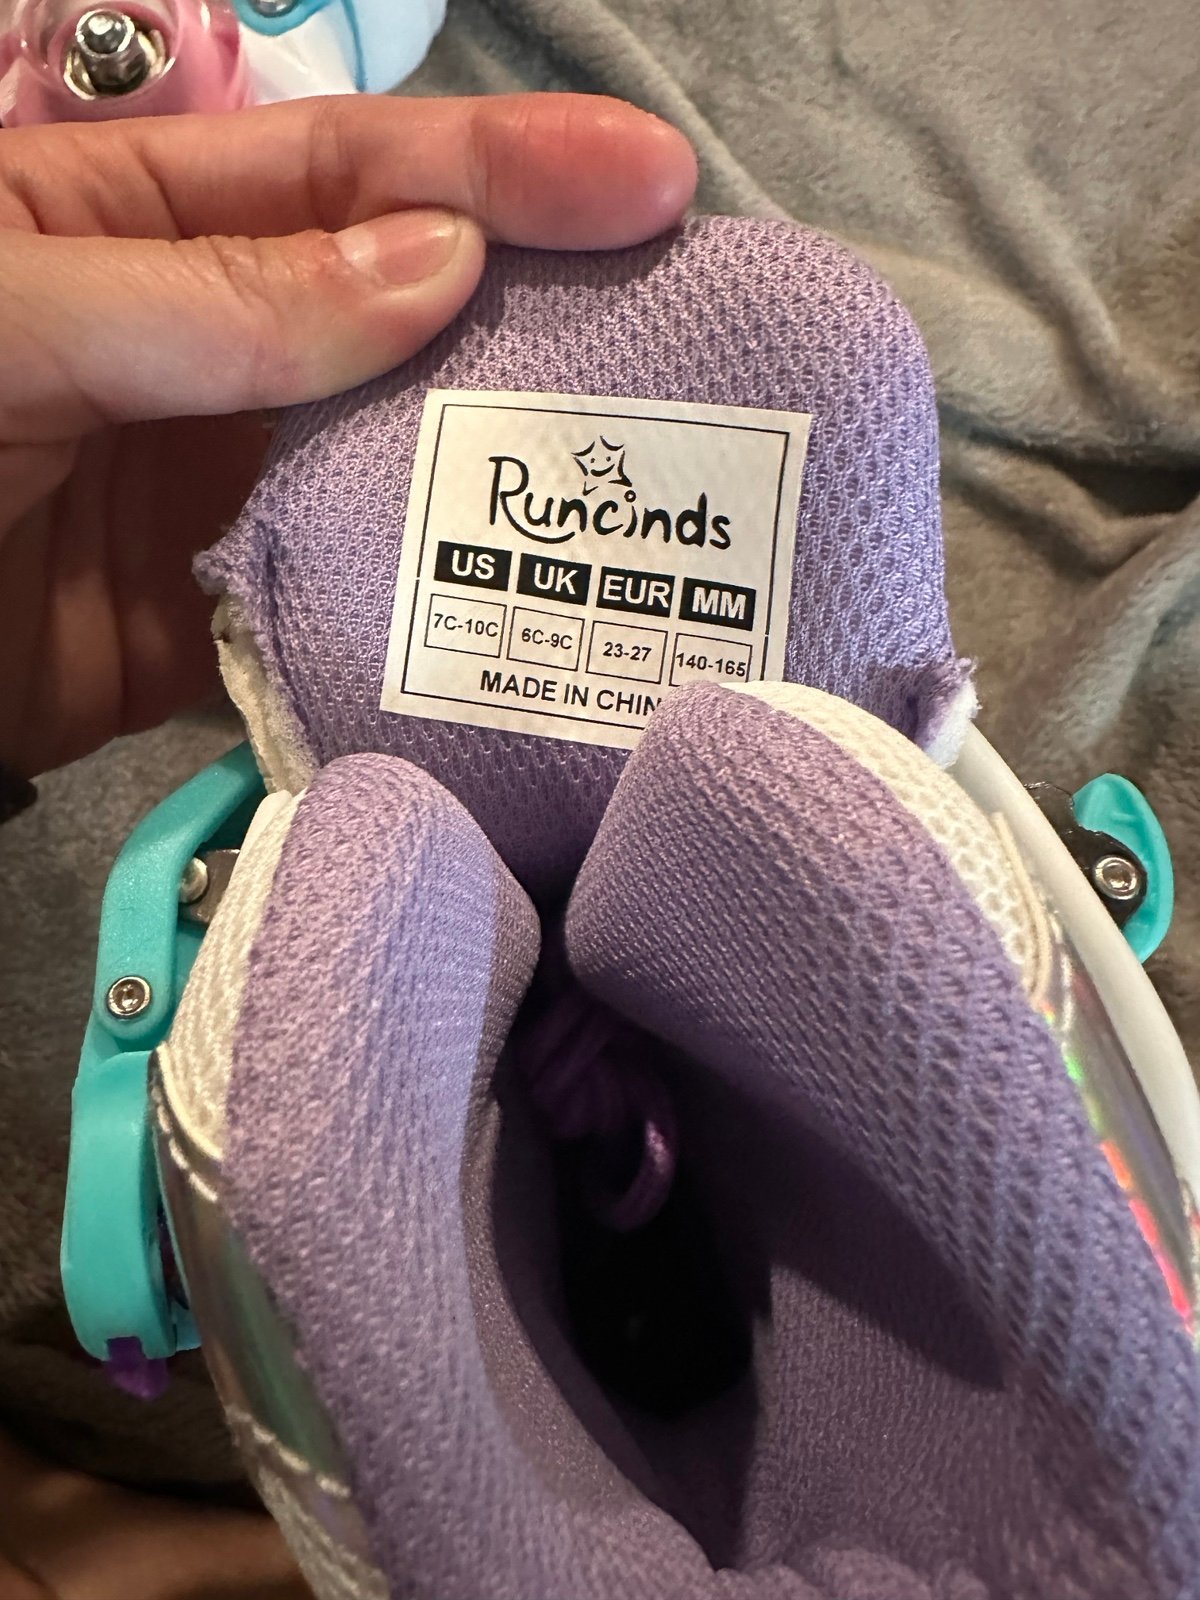 Runcinds
US UK EUR MM
7C-10C 6C-9C 23-27 140-165
MADE IN CHIN